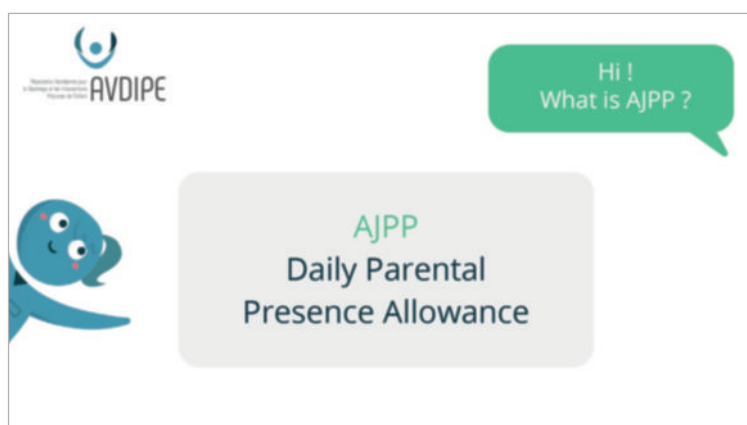 AVDIPE
Hi !
What is AJPP ?
AJPP
Daily Parental
Presence Allowance